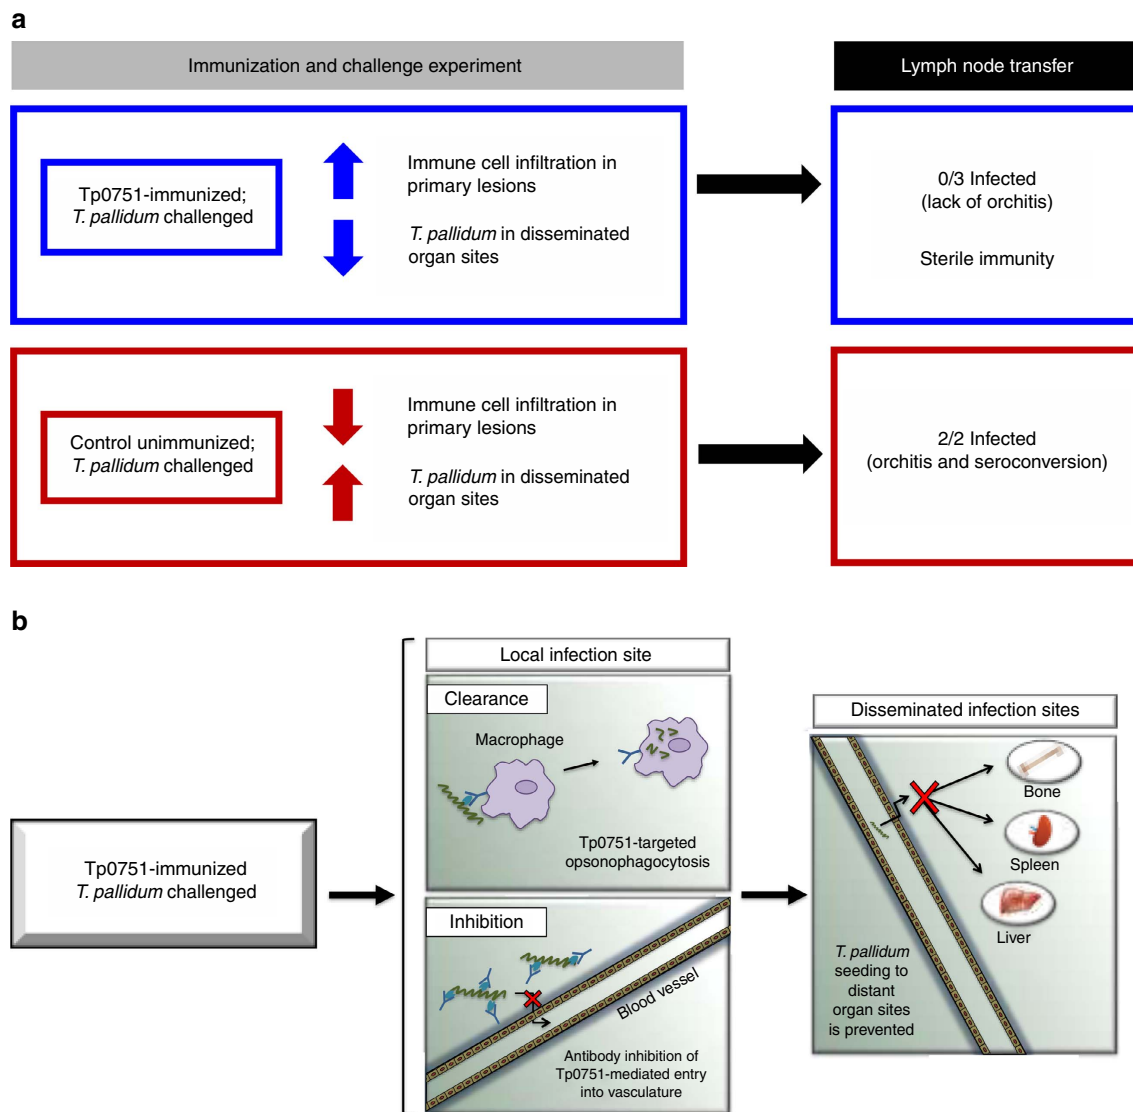 a
Immunization and challenge experiment
Lymph node transfer
Tp0751-immunized;
T. pallidum challenged
Immune cell infiltration in
primary lesions
T. pallidum in disseminated
organ sites
0/3 Infected
(lack of orchitis)
Sterile immunity
Control unimmunized;
T. pallidum challenged
Immune cell infiltration in
primary lesions
T. pallidum in disseminated
organ sites
2/2 Infected
(orchitis and seroconversion)
b
Tp0751-immunized
T. pallidum challenged
Local infection site
Clearance
Macrophage
Tp0751-targeted
opsonophagocytosis
Inhibition
Blood vessel
Antibody inhibition of
Tp0751-mediated entry
into vasculature
Disseminated infection sites
Bone
Spleen
Liver
T. pallidum
seeding to
distant
organ sites
is prevented